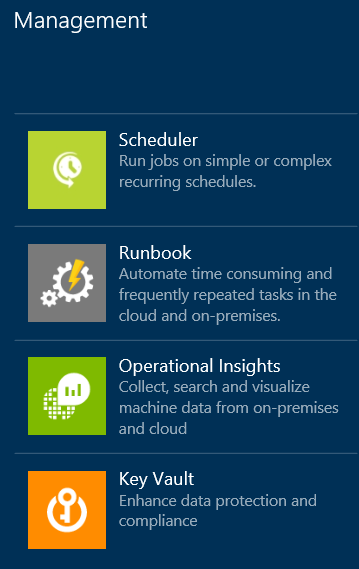 Management
Scheduler
Run jobs on simple or complex
recurring schedules.
Runbook
Automate time consuming and
frequently repeated tasks in the
cloud and on-premises.
Operational Insights
Collect, search and visualize
machine data from on-premises
and cloud
Key Vault
Enhance data protection and
compliance